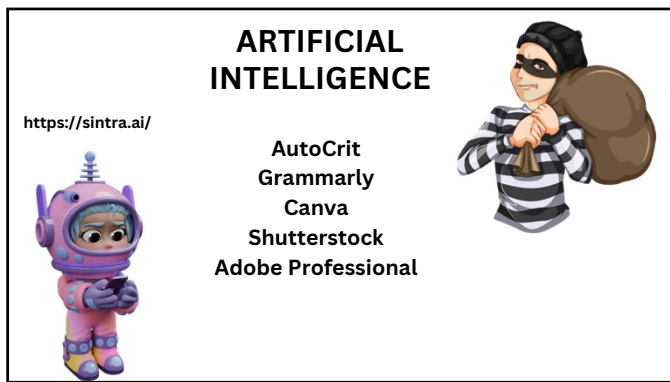 ARTIFICIAL
INTELLIGENCE
https://sintra.ai/
AutoCrit
Grammarly
Canva
Shutterstock
Adobe Professional